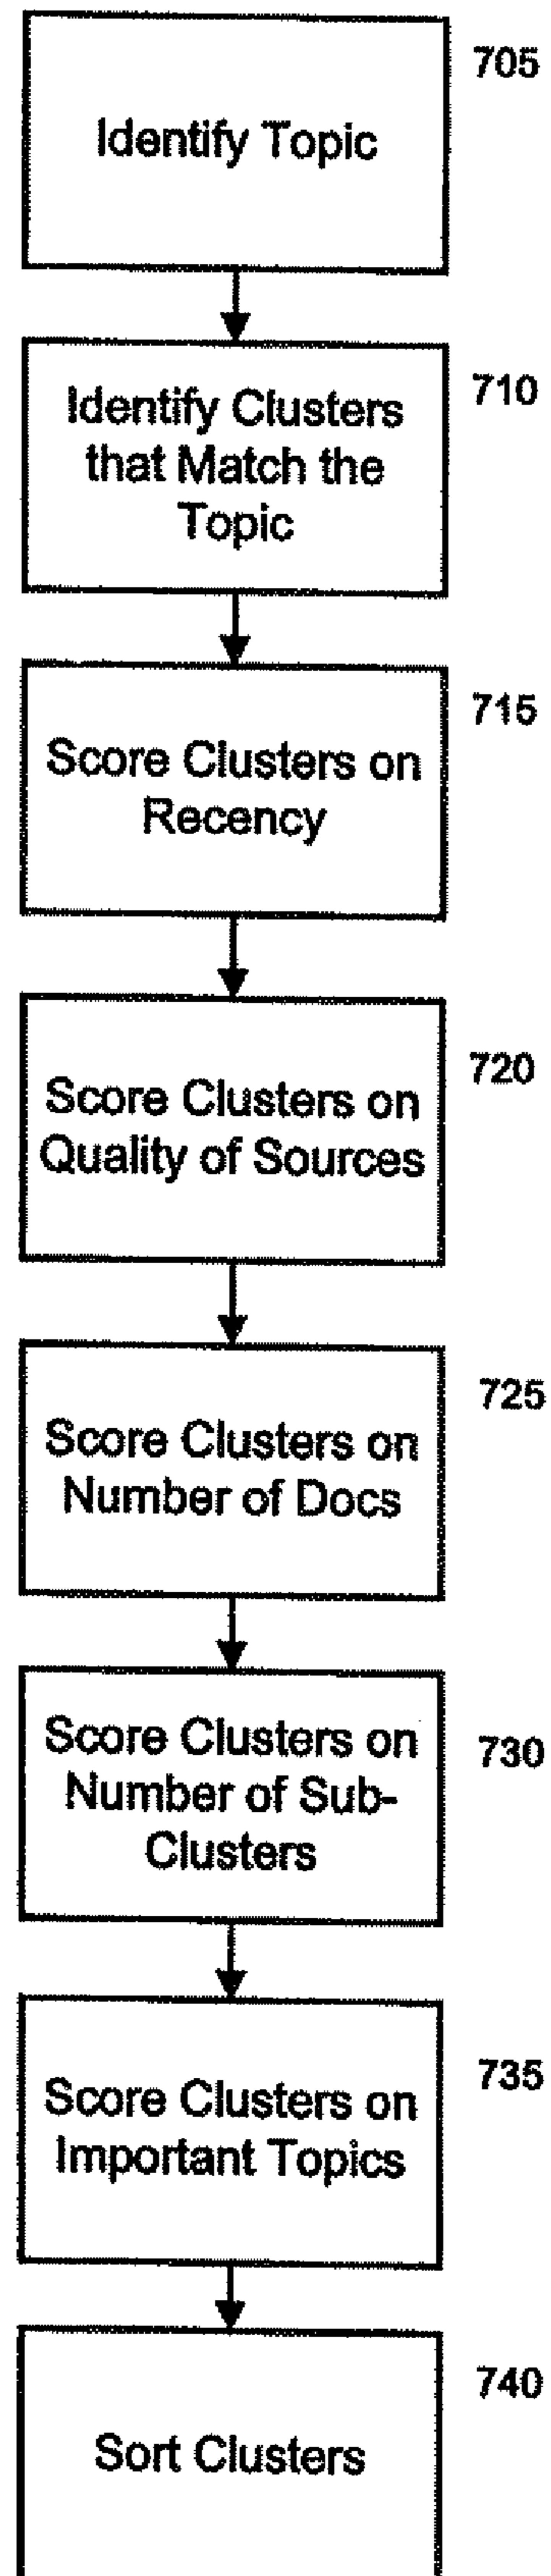 705
Identify Topic
710
Identify Clusters
that Match the
Topic
715
Score Clusters on
Recency
720
Score Clusters on
Quality of Sources
725
Score Clusters on
Number of Docs
730
Score Clusters on
Number of Sub-
Clusters
735
Score Clusters on
Important Topics
740
Sort Clusters